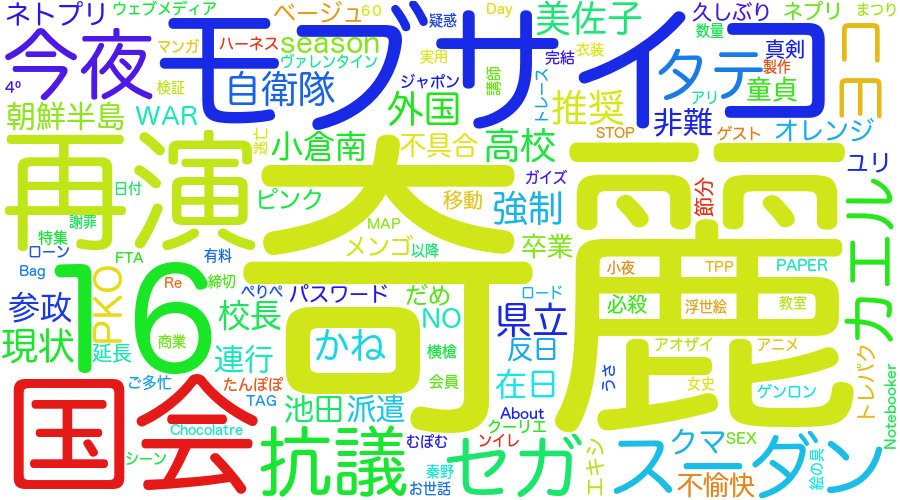 ネトプリ
ウェブメディア
ベージュ
60
疑惑
Day
美佐子
久しぶり
ネプリ
まつり
今夜
モブサイコ
マンガ
ハーネス
season
実用
完結
衣装
数量
真剣
ヨコ
4º
検証
自衛隊
ヴァレンタイン
ジャポン
講師
トレース
タテ
製作
童貞
アリ
朝鮮半島
WAR
外国
推奨
非難
オレンジ
再演
逃亡
小倉南
不具合
高校
STOP
ゲスト
ユリ
奇麗
日付
謝罪
ピンク
移動
ガイズ
強制
節分
カエル
特集
ローン
FTA
有料
MAP
メンゴ
以降
卒業
Bag
16
PKO
Re
締切
ぺりぺ
パスワード
だめ
ロード
小夜
TPP
PAPER
参政
校長
NO
県立
必殺
浮世絵
教室
現状
延長
商業
連行
かね
横槍
反日
アオザイ
アニメ
国会
ご多忙
たんぽぽ
会員
在日
うさ
女史
ゲンロン
トレパク
TAG
池田
派遣
About
クーリエ
Notebooker
Chocolatre
抗議
むぽむ
ンイレ
セガ
エキシ
スーダン
クマ
SEX
シーン
秦野
お世話
不愉快
絵の具